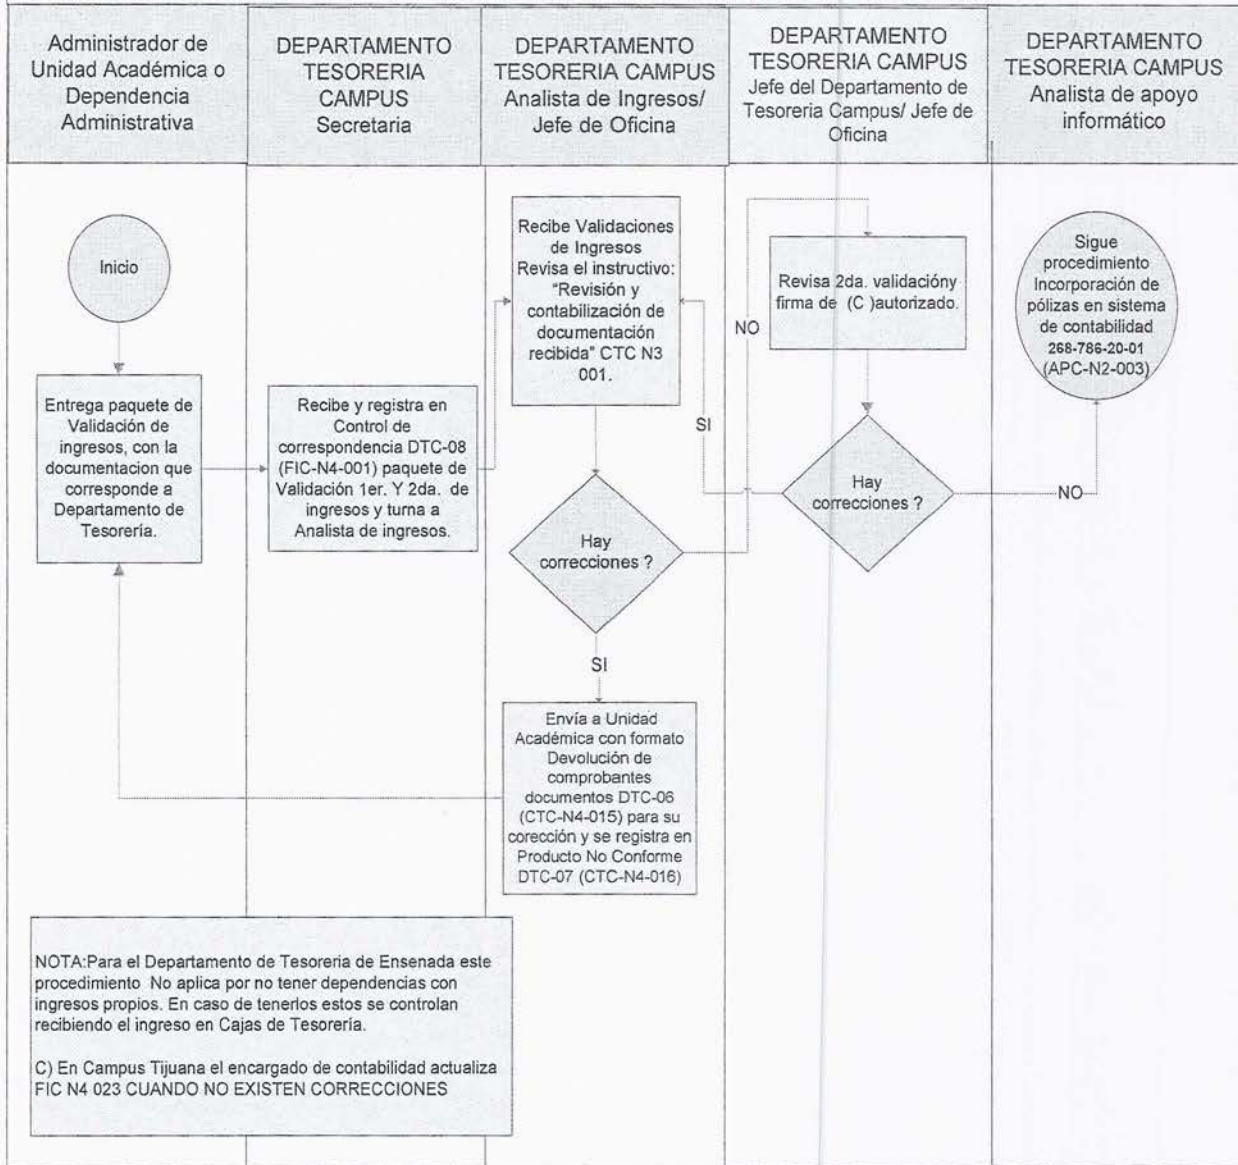 Administrador de
Unidad Académica o
Dependencia
Administrativa
DEPARTAMENTO
TESORERIA
CAMPUS
Secretaria
DEPARTAMENTO
TESORERIA CAMPUS
Analista de Ingresos/
Jefe de Oficina
DEPARTAMENTO
TESORERIA CAMPUS
Jefe del Departamento de
Tesoreria Campus/ Jefe de
Oficina
DEPARTAMENTO
TESORERIA CAMPUS
Analista de apoyo
informático
Inicio
Entrega paquete de
Validación de
ingresos, con la
documentacion que
corresponde a
Departamento de
Tesorería.
Recibe y registra en
Control de
correspondencia DTC-08
(FIC-N4-001) paquete de
Validación 1er. Y 2da. de
ingresos y turna a
Analista de ingresos.
Recibe Validaciones
de Ingresos
Revisa el instructivo:
"Revisión y
contabilización de
documentación
recibida" CTC N3
001.
Hay
correcciones ?
SI
Envía a Unidad
Académica con formato
Devolución de
comprobantes
documentos DTC-06
(CTC-N4-015) para su
corección y se registra en
Producto No Conforme
DTC-07 (CTC-N4-016)
NO
Revisa 2da. validacióny
firma de (C )autorizado.
SI
Hay
correcciones ?
NO
Sigue
procedimiento
Incorporación de
pólizas en sistema
de contabilidad
268-786-20-01
(APC-N2-003)
NOTA:Para el Departamento de Tesoreria de Ensenada este
procedimiento No aplica por no tener dependencias con
ingresos propios. En caso de tenerlos estos se controlan
recibiendo el ingreso en Cajas de Tesorería.
C) En Campus Tijuana el encargado de contabilidad actualiza
FIC N4 023 CUANDO NO EXISTEN CORRECCIONES